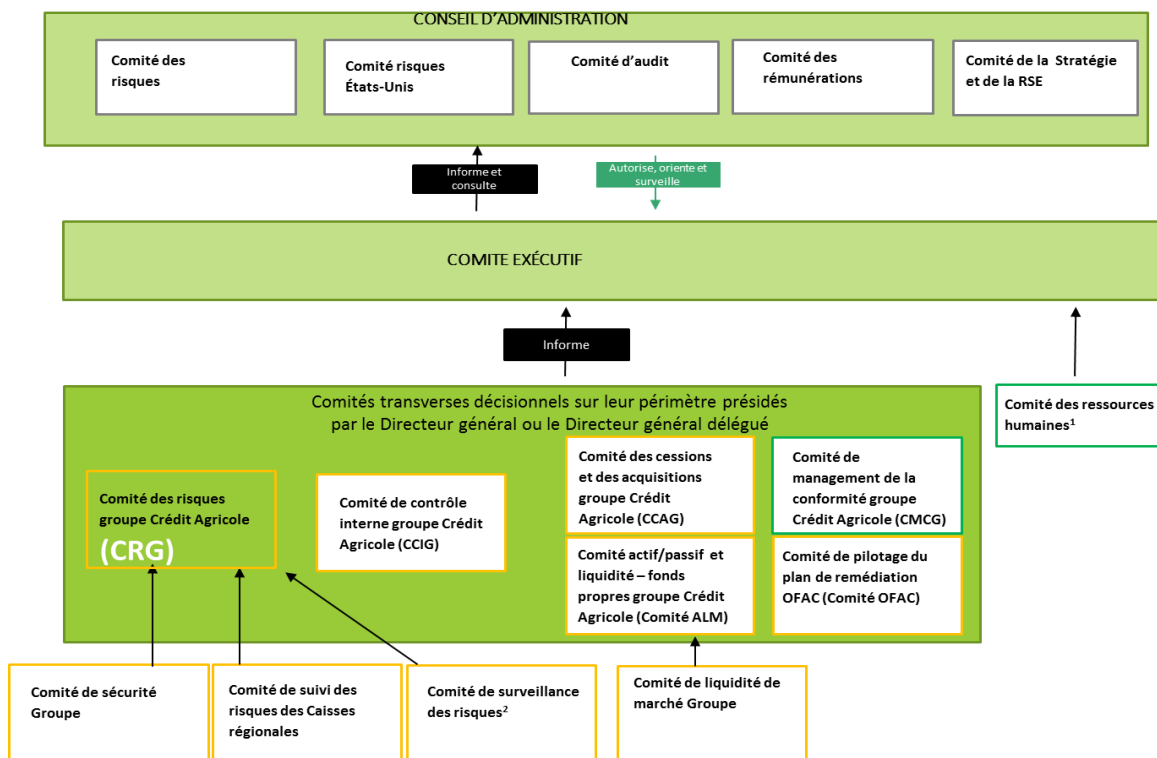 CONSEIL D'ADMINISTRATION
Comité des
risques
Comité risques
États-Unis
Comité d'audit
Comité des
rémunérations
Comité de la Stratégie
et de la RSE
Informe et
consulte
Autorise, oriente et
surveille
COMITE EXÉCUTIF
Informe
Comités transverses décisionnels sur leur périmètre présidés
par le Directeur général ou le Directeur général délégué
Comité des ressources
humaines¹
Comité des risques
groupe Crédit Agricole
(CRG)
Comité de contrôle
interne groupe Crédit
Agricole (CCIG)
Comité des cessions
et des acquisitions
groupe Crédit
Agricole (CCAG)
Comité de
management de la
conformité groupe
Crédit Agricole (CMCG)
Comité actif/passif et
liquidité – fonds
propres groupe Crédit
Agricole (Comité ALM)
Comité de pilotage du
plan de remédiation
OFAC (Comité OFAC)
Comité de sécurité
Groupe
Comité de suivi des
risques des Caisses
régionales
Comité de surveillance
des risques²
Comité de liquidité de
marché Groupe